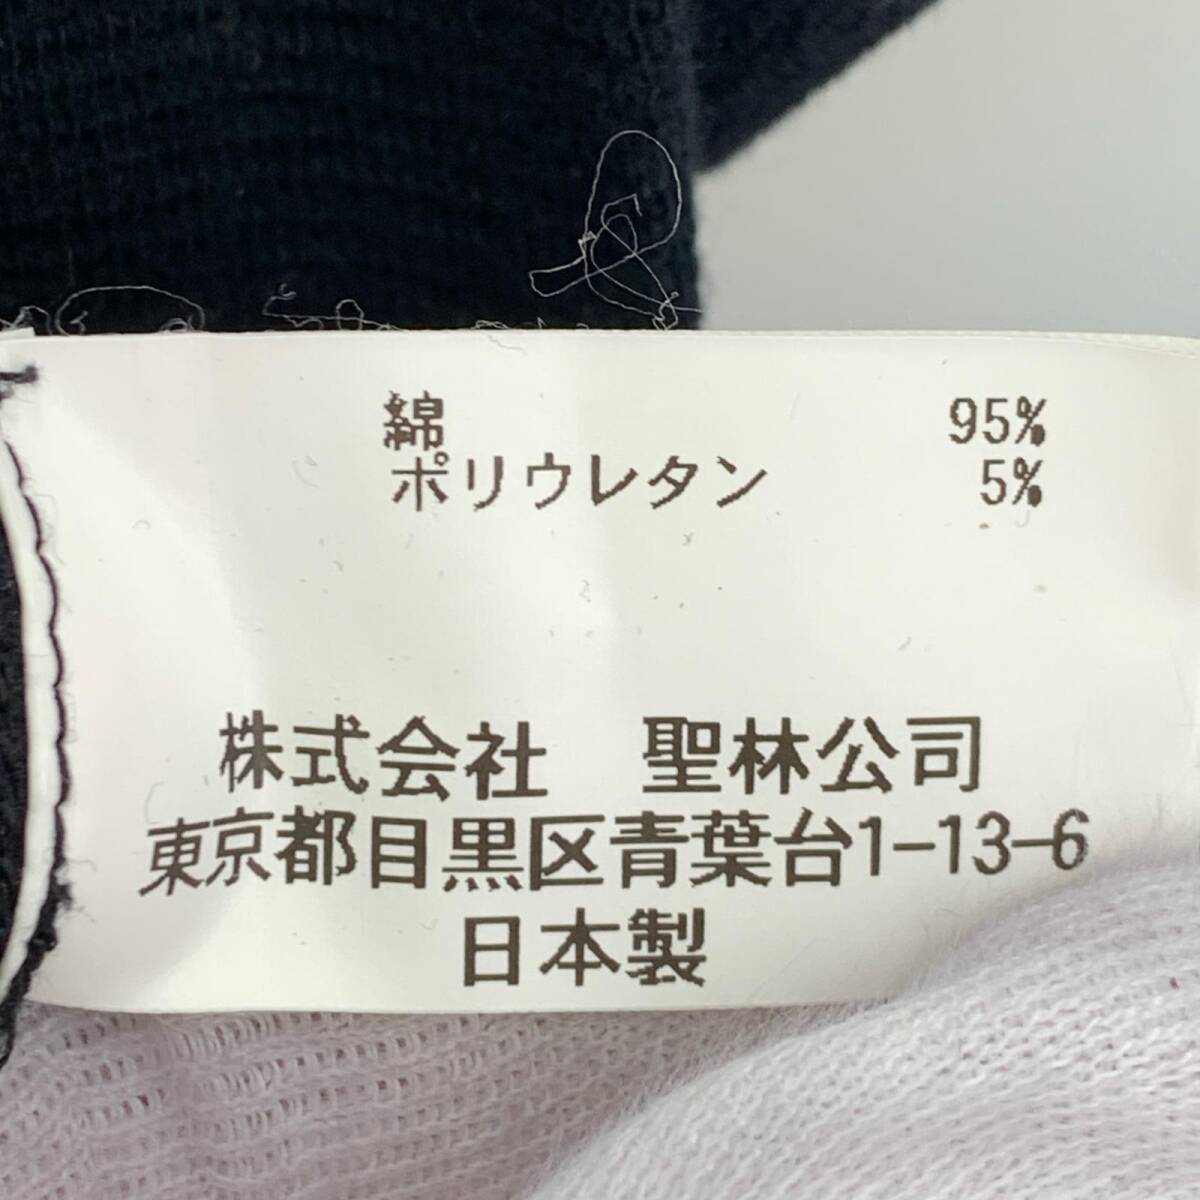 綿 95%
ポリウレタン 5%
株式会社 聖林公司
東京都目黒区青葉台1-13-6
日本製